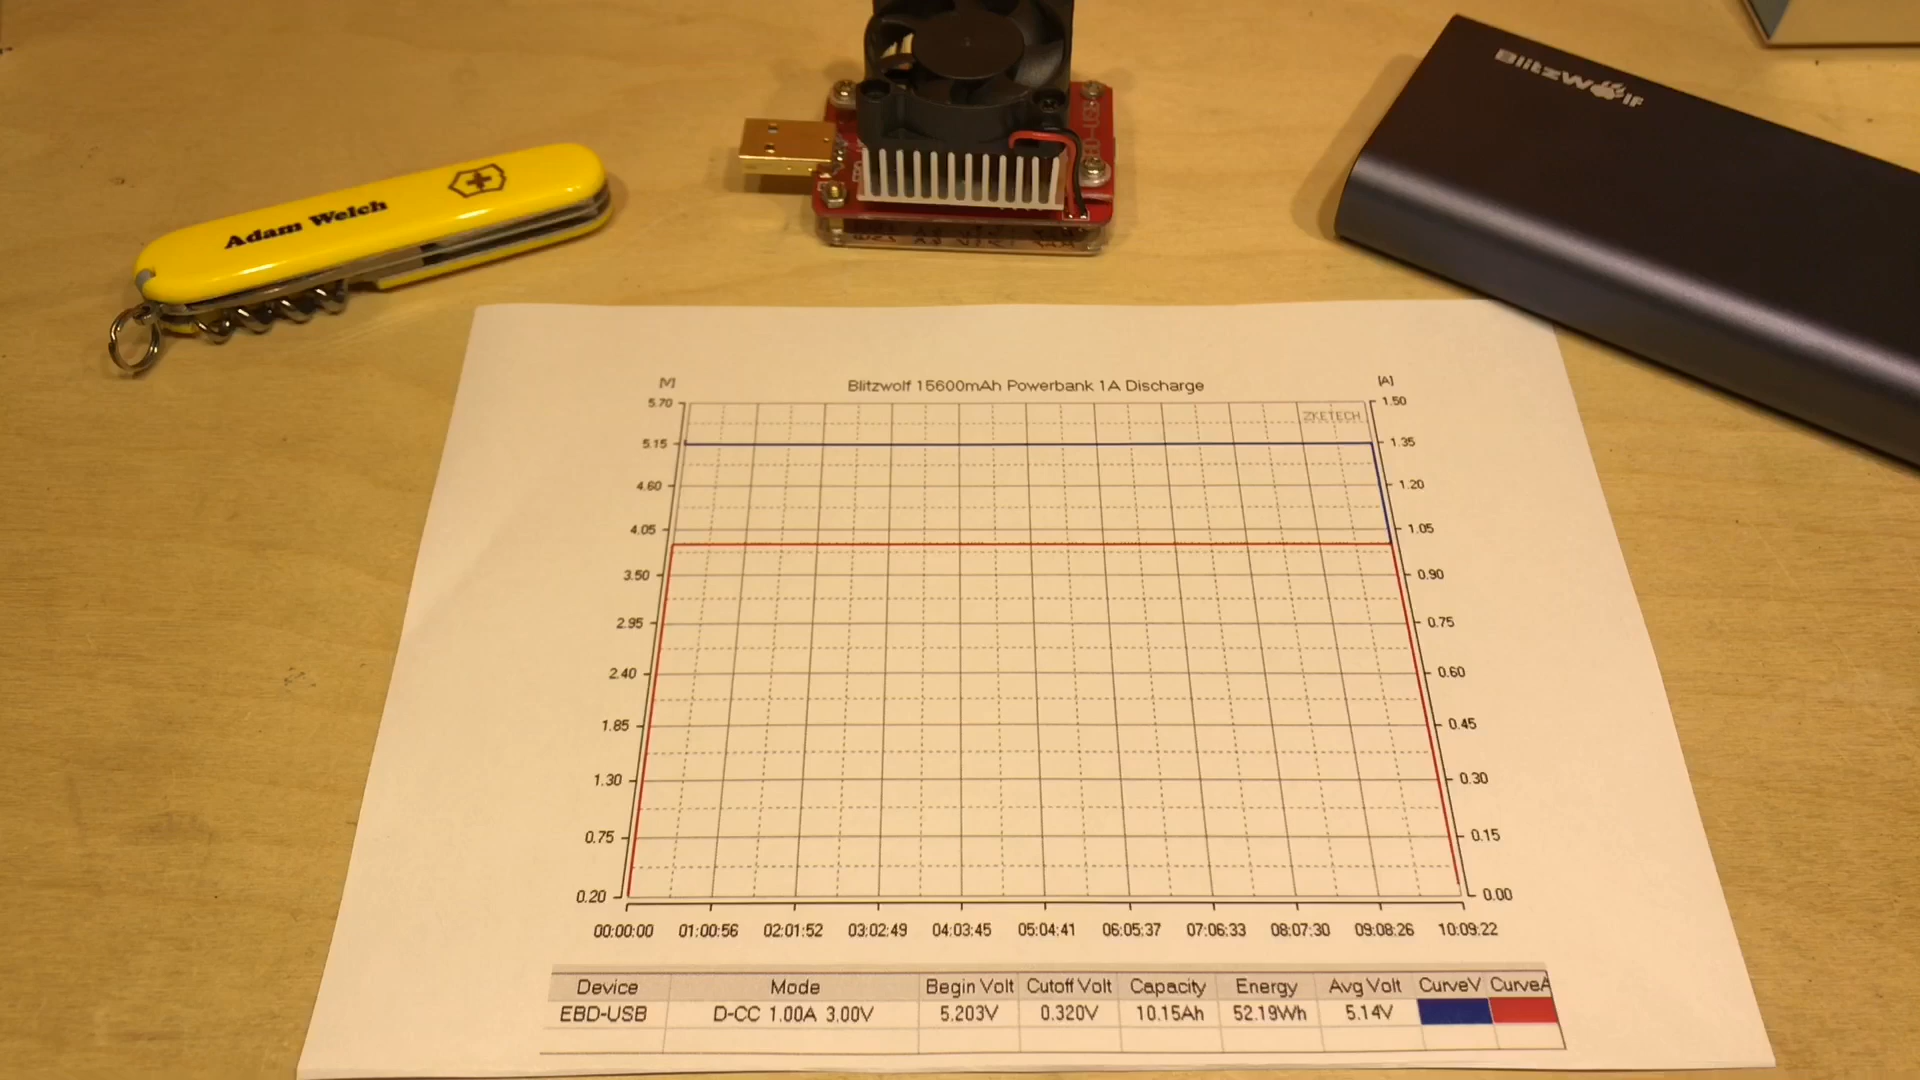 BlitzWolf
EBD-USB
Adam Welch
[V]
Blitzwolf 15600mAh Powerbank 1A Discharge
[A]
ZKETECH
5.70
5.15
4.60
4.05
3.50
2.95
2.40
1.85
1.30
0.75
0.20
1.50
1.35
1.20
1.05
0.90
0.75
0.60
0.45
0.30
0.15
0.00
00:00:00 01:00:56 02:01:52 03:02:49 04:03:45 05:04:41 06:05:37 07:06:33 08:07:30 09:08:26 10:09:22
Device Mode Begin Volt Cutoff Volt Capacity Energy Avg Volt CurveV CurveA
EBD-USB D-CC 1.00A 3.00V 5.203V 0.320V 10.15Ah 52.19Wh 5.14V